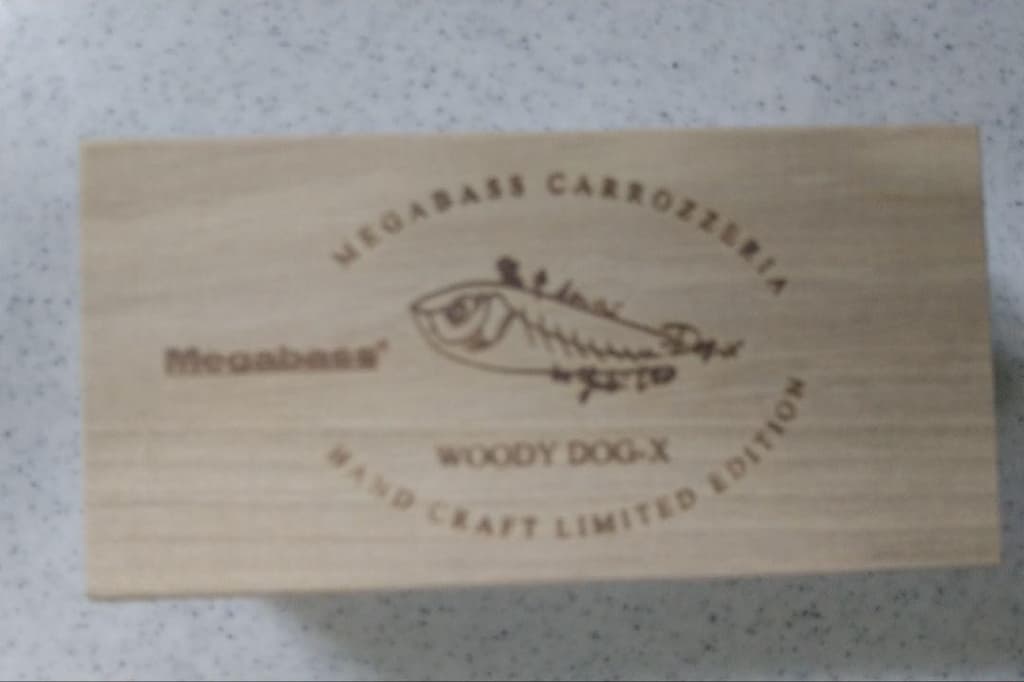 MEGABASS CARROZZERIA
Megabass
WOODY DOG-X
HAND CRAFT LIMITED EDITION